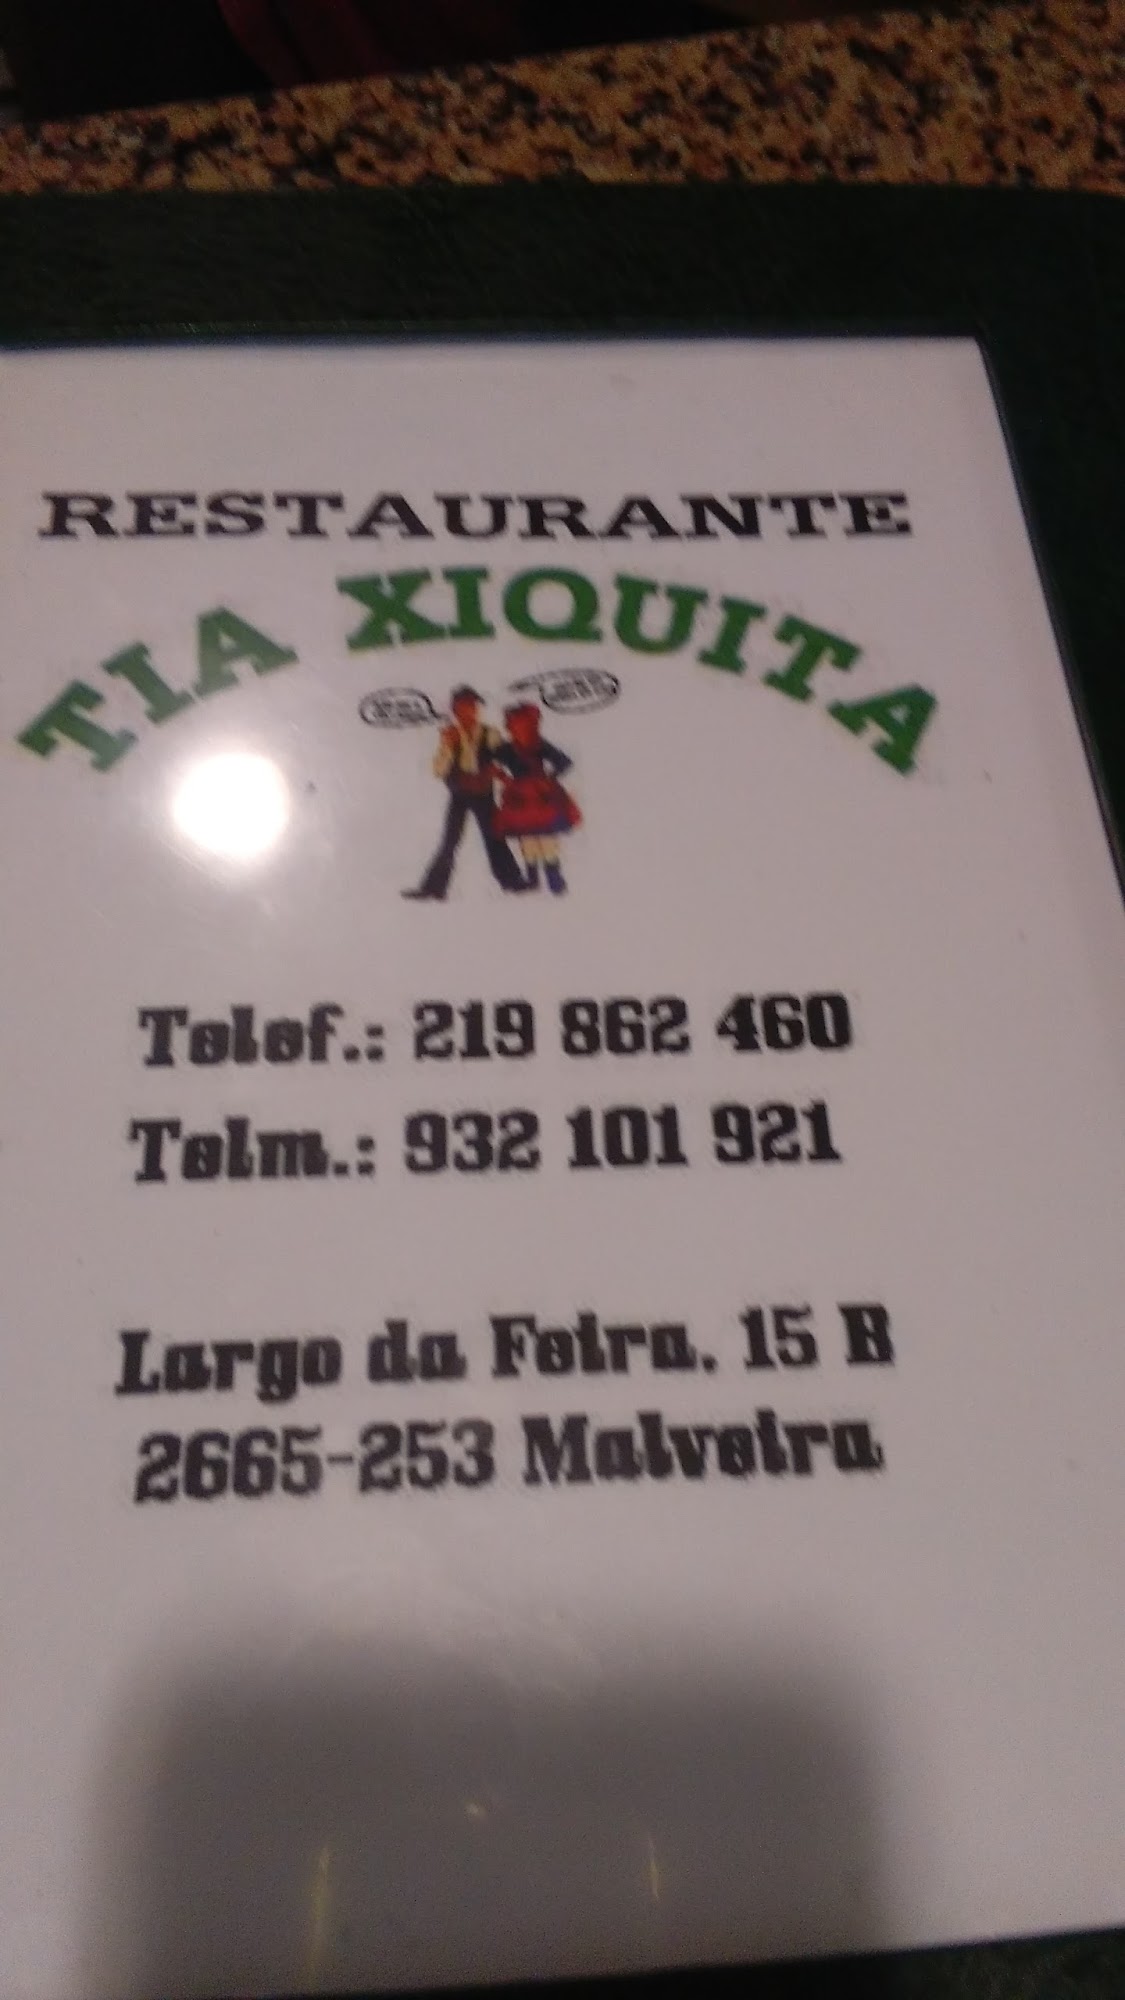 RESTAURANTE
TIA XIQUITA
Telef.: 219 862 460
Telm.: 932 101 921
Largo da Feira. 15 B
2665-253 Malveira